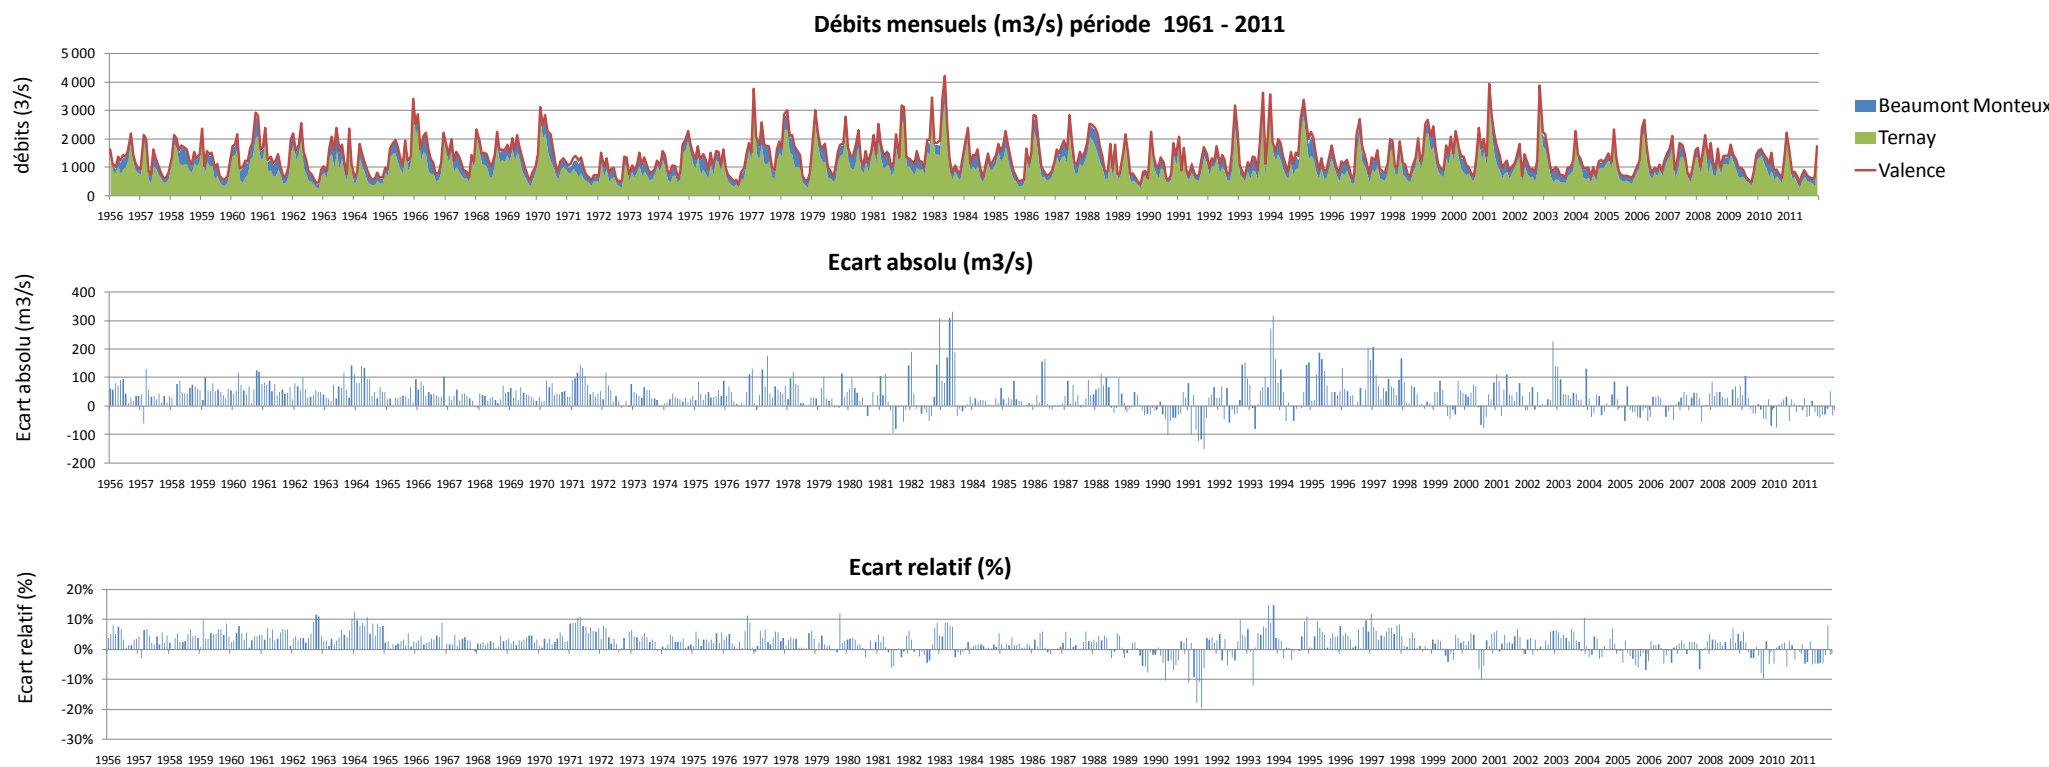 Débits mensuels (m3/s) période  1961 - 2011
débits (3/s)
5 000
4 000
3 000
2 000
1 000
0
1956 1957 1958 1959 1960 1961 1962 1963 1964 1965 1966 1967 1968 1969 1970 1971 1972 1973 1974 1975 1976 1977 1978 1979 1980 1981 1982 1983 1984 1985 1986 1987 1988 1989 1990 1991 1992 1993 1994 1995 1996 1997 1998 1999 2000 2001 2002 2003 2004 2005 2006 2007 2008 2009 2010 2011
Beaumont Monteux
Ternay
Valence
Ecart absolu (m3/s)
Ecart absolu (m3/s)
400
300
200
100
0
-100
-200
1956 1957 1958 1959 1960 1961 1962 1963 1964 1965 1966 1967 1968 1969 1970 1971 1972 1973 1974 1975 1976 1977 1978 1979 1980 1981 1982 1983 1984 1985 1986 1987 1988 1989 1990 1991 1992 1993 1994 1995 1996 1997 1998 1999 2000 2001 2002 2003 2004 2005 2006 2007 2008 2009 2010 2011
Ecart relatif (%)
Ecart relatif (%)
20%
10%
0%
-10%
-20%
-30%
1956 1957 1958 1959 1960 1961 1962 1963 1964 1965 1966 1967 1968 1969 1970 1971 1972 1973 1974 1975 1976 1977 1978 1979 1980 1981 1982 1983 1984 1985 1986 1987 1988 1989 1990 1991 1992 1993 1994 1995 1996 1997 1998 1999 2000 2001 2002 2003 2004 2005 2006 2007 2008 2009 2010 2011